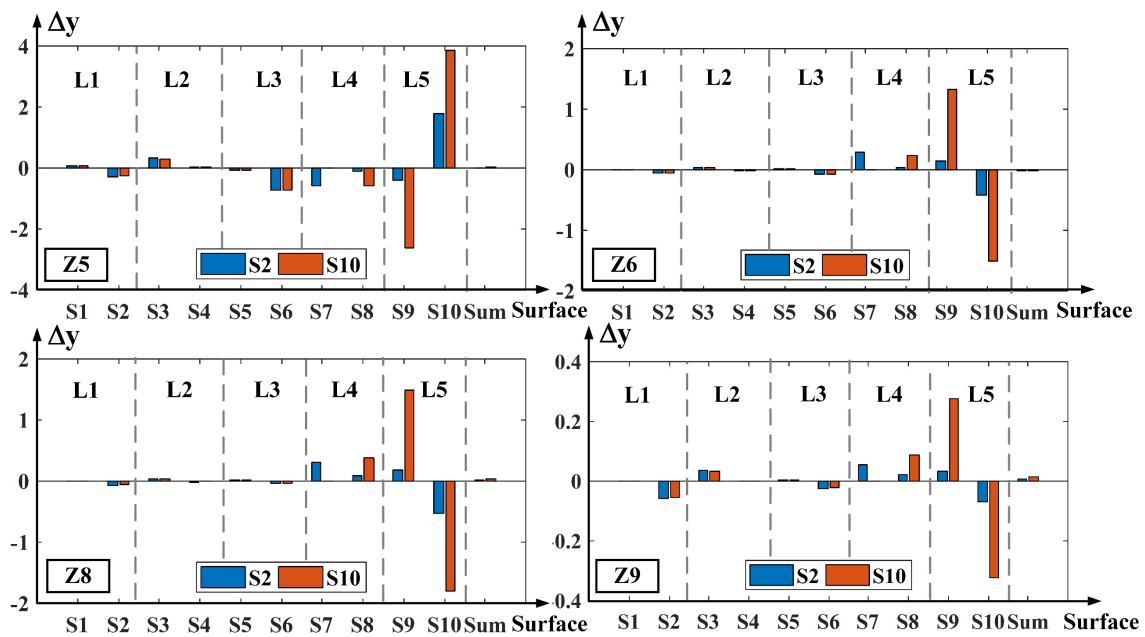 Δy
4
2
0
-2
-4
L1 L2 L3 L4 L5
Z5
S2 S10
S1 S2 S3 S4 S5 S6 S7 S8 S9 S10 Sum Surface
Δy
2
1
0
-1
-2
L1 L2 L3 L4 L5
Z6
S2 S10
S1 S2 S3 S4 S5 S6 S7 S8 S9 S10 Sum Surface
Δy
2
1
0
-1
-2
L1 L2 L3 L4 L5
Z8
S2 S10
S1 S2 S3 S4 S5 S6 S7 S8 S9 S10 Sum Surface
Δy
0.4
0.2
0
0.2
0.4
L1 L2 L3 L4 L5
Z9
S2 S10
S1 S2 S3 S4 S5 S6 S7 S8 S9 S10 Sum Surface